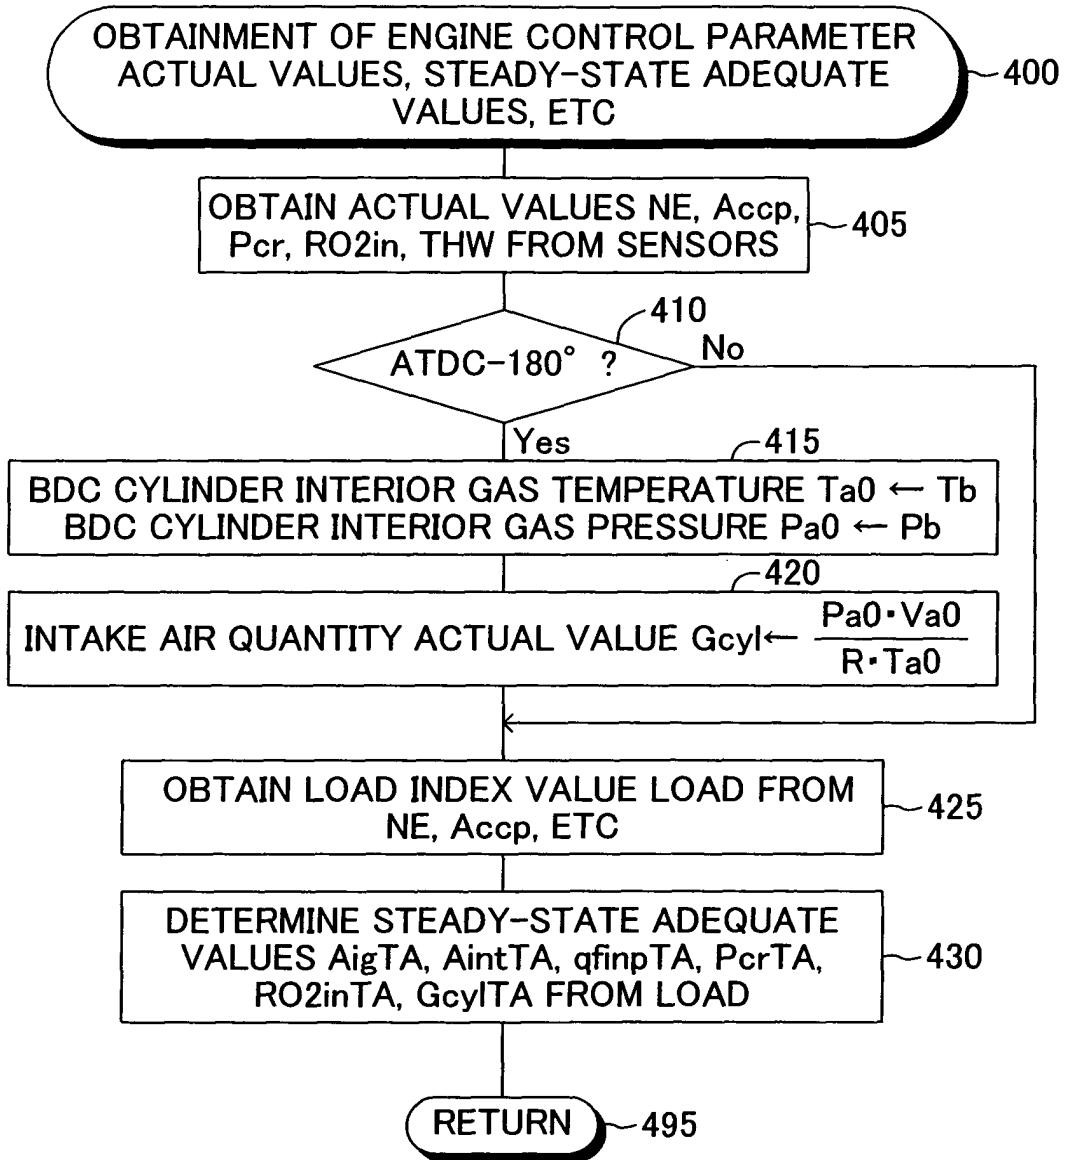 OBTAINMENT OF ENGINE CONTROL PARAMETER
ACTUAL VALUES, STEADY-STATE ADEQUATE
VALUES, ETC
400
OBTAIN ACTUAL VALUES NE, Accp,
Pcr, RO2in, THW FROM SENSORS
405
410
ATDC-180° ?
No
Yes
415
BDC CYLINDER INTERIOR GAS TEMPERATURE Ta0 ← Tb
BDC CYLINDER INTERIOR GAS PRESSURE Pa0 ← Pb
420
INTAKE AIR QUANTITY ACTUAL VALUE Gcyl← Pa0·Va0 / R·Ta0
OBTAIN LOAD INDEX VALUE LOAD FROM
NE, Accp, ETC
425
DETERMINE STEADY-STATE ADEQUATE
VALUES AigTA, AintTA, qfinpTA, PcrTA,
RO2inTA, GcylTA FROM LOAD
430
RETURN
495